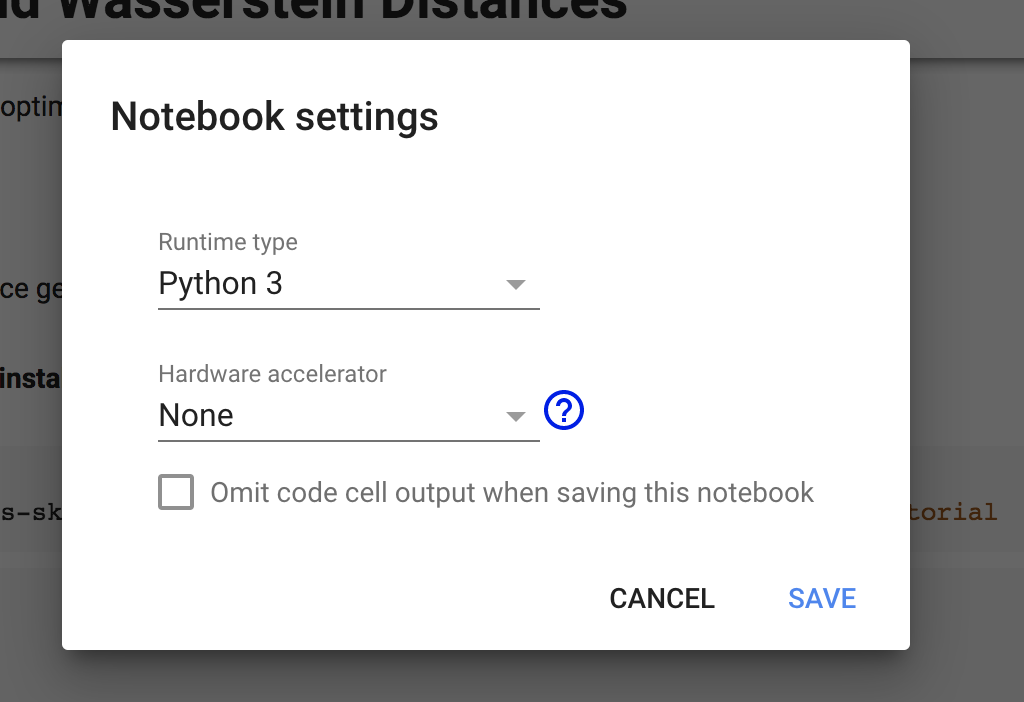 Wasserstein Distances
Notebook settings
Runtime type
Python 3
Hardware accelerator
None
?
Omit code cell output when saving this notebook
CANCEL
SAVE
optim
ce ge
insta
s-sk
torial